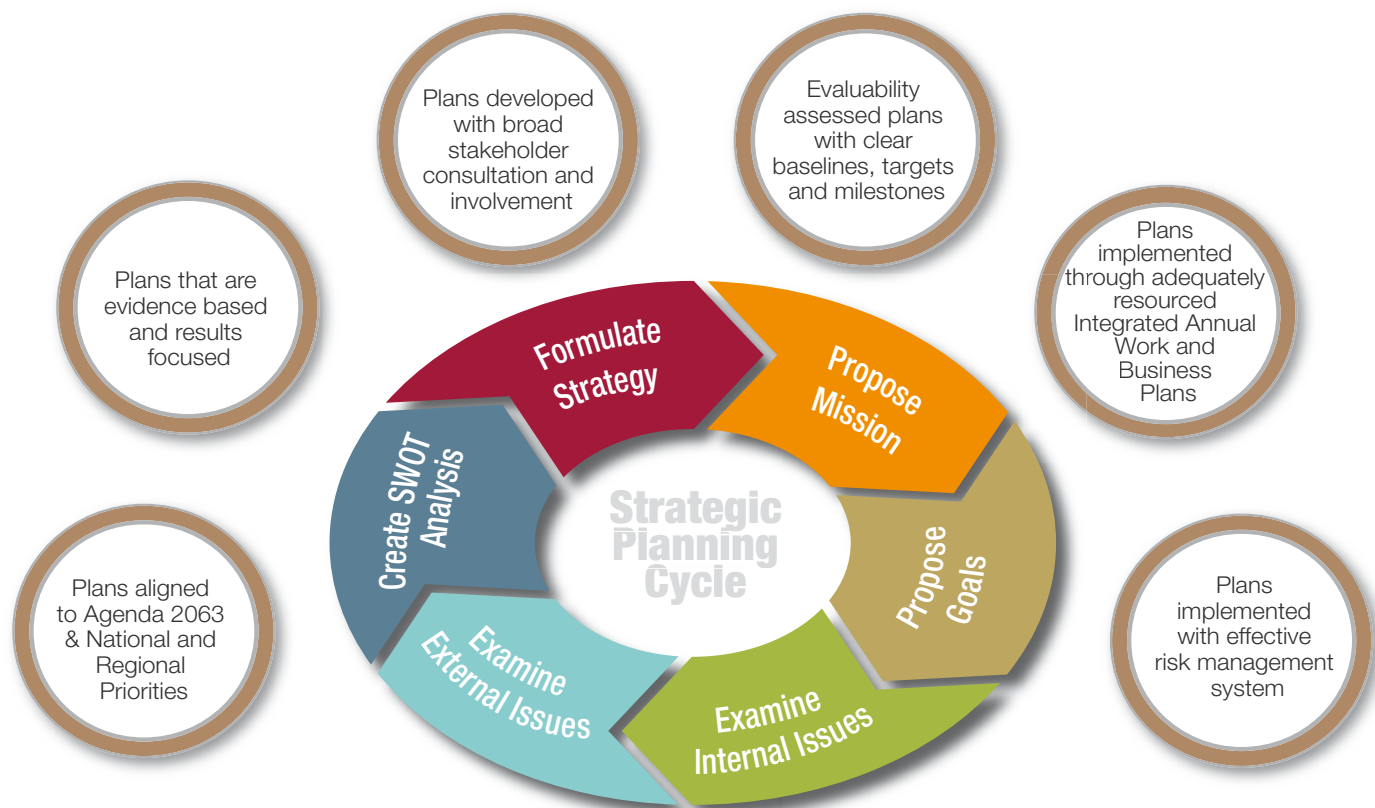 Plans developed
with broad
stakeholder
consultation and
involvement
Evaluability
assessed plans
with clear
baselines, targets
and milestones
Plans that are
evidence based
and results
focused
Plans
implemented
through adequately
resourced
Integrated Annual
Work and
Business
Plans
Plans aligned
to Agenda 2063
& National and
Regional
Priorities
Plans
implemented
with effective
risk management
system
Formulate
Strategy
Propose
Mission
Propose
Goals
Examine
Internal Issues
Examine
External Issues
Create SWOT
Analysis
Strategic
Planning
Cycle